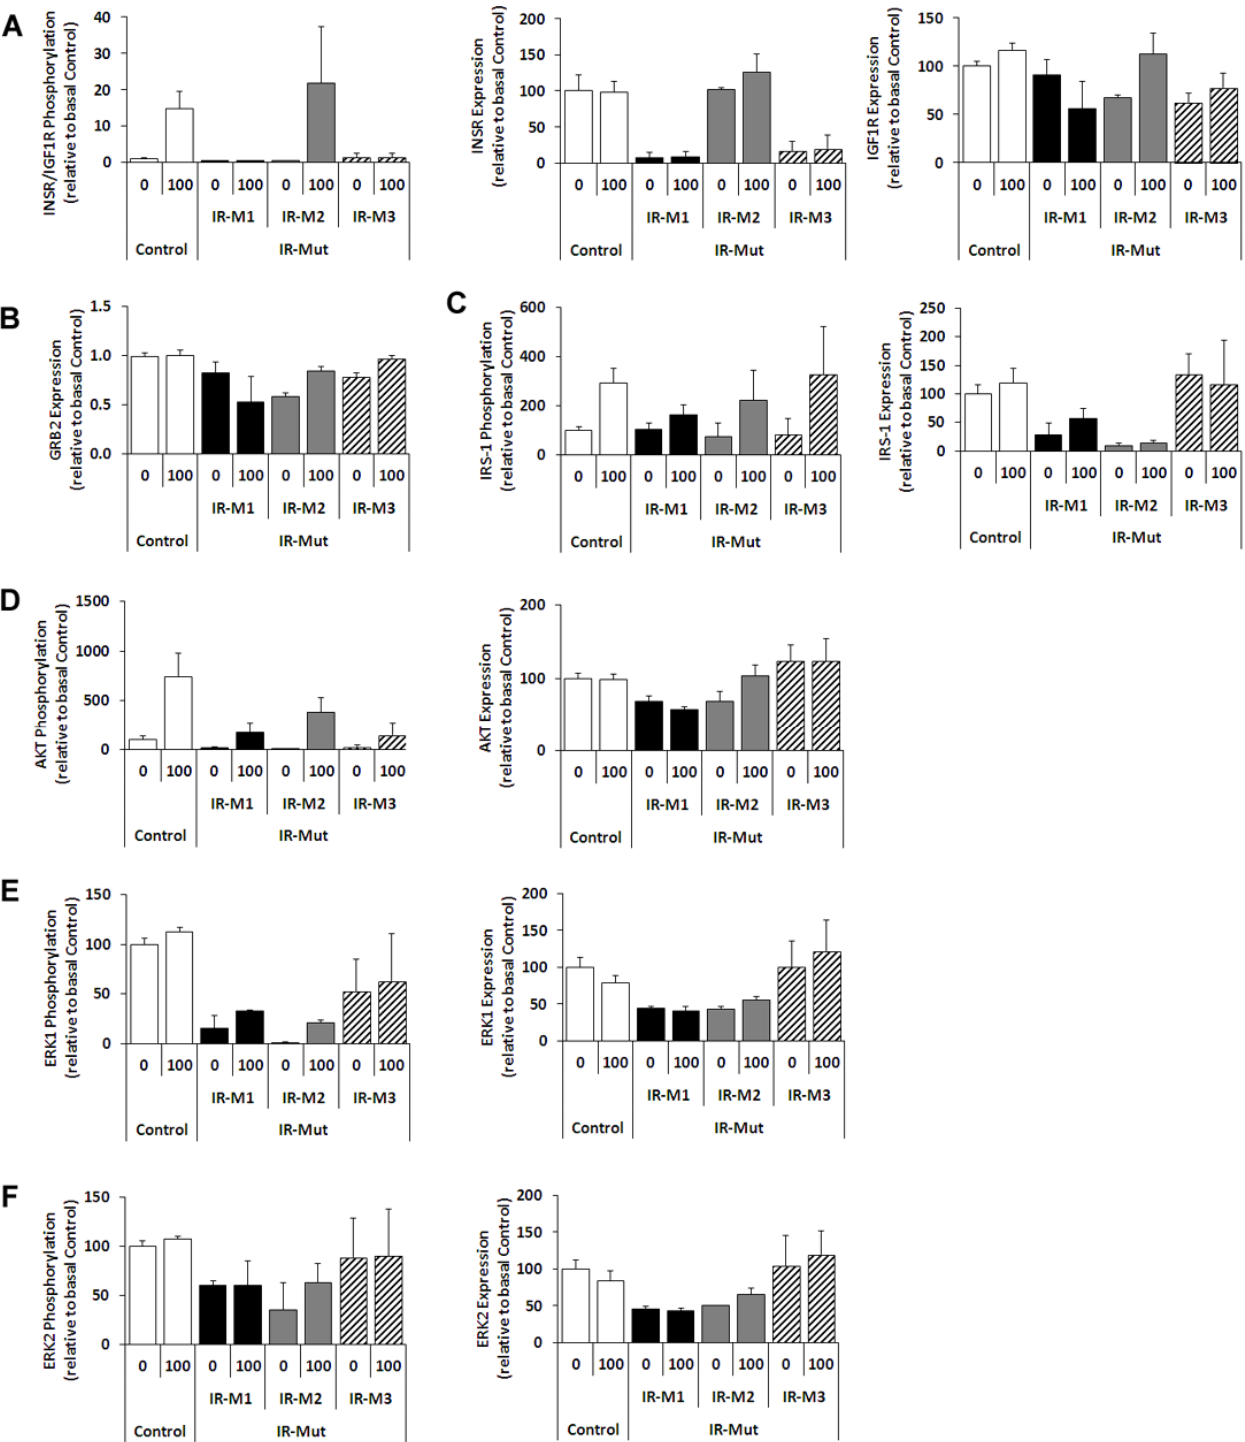 A
INSR/IGF1R Phosphorylation
(relative to basal Control)
40
30
20
10
0
0 100 0 100 0 100 0 100
IR-M1 IR-M2 IR-M3
Control IR-Mut
INSR Expression
(relative to basal Control)
200
150
100
50
0
0 100 0 100 0 100 0 100
IR-M1 IR-M2 IR-M3
Control IR-Mut
IGF1R Expression
(relative to basal Control)
150
100
50
0
0 100 0 100 0 100 0 100
IR-M1 IR-M2 IR-M3
Control IR-Mut
B
GRB2 Expression
(relative to basal Control)
1.5
1.0
0.5
0.0
0 100 0 100 0 100 0 100
IR-M1 IR-M2 IR-M3
Control IR-Mut
C
IRS-1 Phosphorylation
(relative to basal Control)
600
400
200
0
0 100 0 100 0 100 0 100
IR-M1 IR-M2 IR-M3
Control IR-Mut
IRS-1 Expression
(relative to basal Control)
250
200
150
100
50
0
0 100 0 100 0 100 0 100
IR-M1 IR-M2 IR-M3
Control IR-Mut
D
AKT Phosphorylation
(relative to basal Control)
1500
1000
500
0
0 100 0 100 0 100 0 100
IR-M1 IR-M2 IR-M3
Control IR-Mut
AKT Expression
(relative to basal Control)
200
150
100
50
0
0 100 0 100 0 100 0 100
IR-M1 IR-M2 IR-M3
Control IR-Mut
E
ERK1 Phosphorylation
(relative to basal Control)
150
100
50
0
0 100 0 100 0 100 0 100
IR-M1 IR-M2 IR-M3
Control IR-Mut
ERK1 Expression
(relative to basal Control)
200
150
100
50
0
0 100 0 100 0 100 0 100
IR-M1 IR-M2 IR-M3
Control IR-Mut
F
ERK2 Phosphorylation
(relative to basal Control)
150
100
50
0
0 100 0 100 0 100 0 100
IR-M1 IR-M2 IR-M3
Control IR-Mut
ERK2 Expression
(relative to basal Control)
200
150
100
50
0
0 100 0 100 0 100 0 100
IR-M1 IR-M2 IR-M3
Control IR-Mut